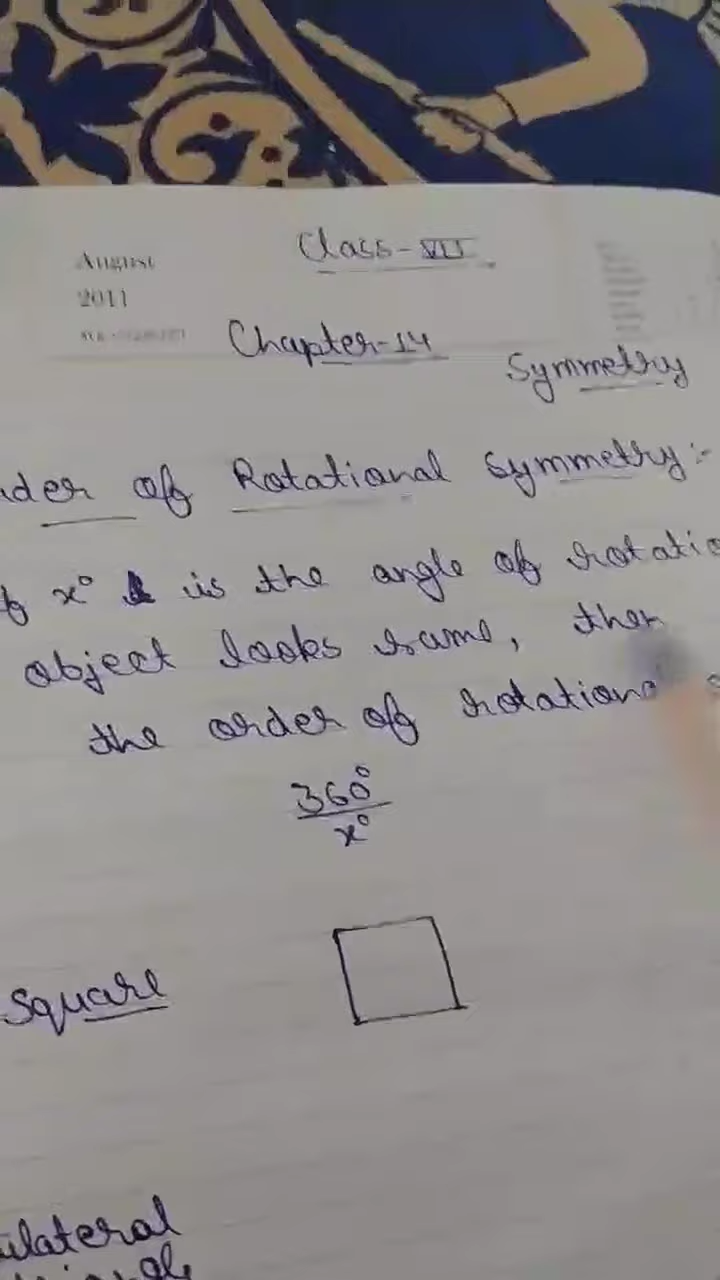 August
2011
Class-VII
Chapter-14
Symmetry
der of Rotational Symmetry:-
x° is the angle of rotatio
object looks same, then
the order of rotationa
360°
x°
Square
ilateral